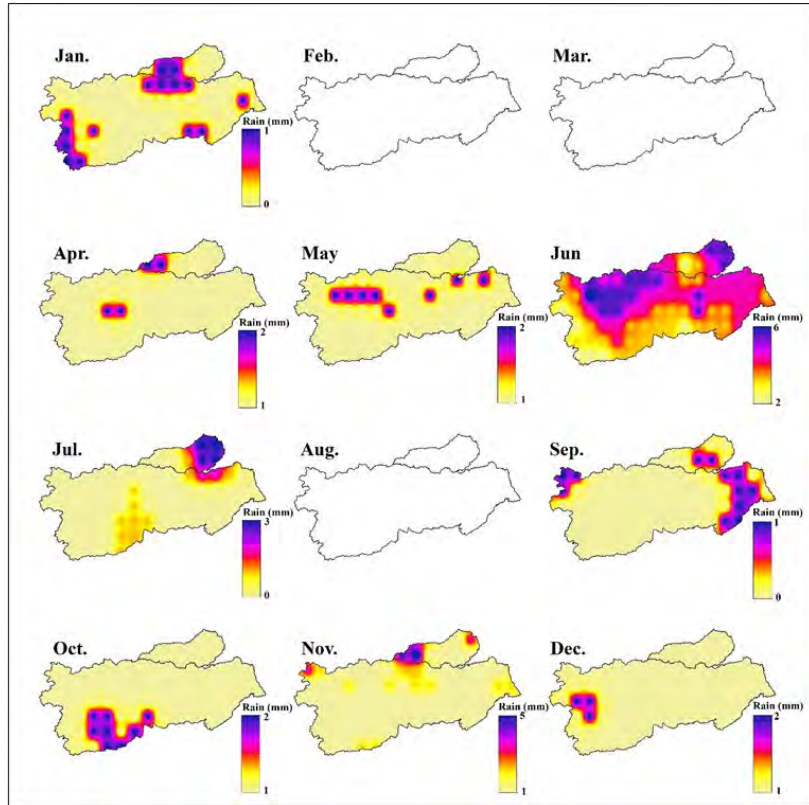 Jan.
Feb.
Mar.
Rain (mm)
1
0
Apr.
May
Jun
Rain (mm)
2
1
Rain (mm)
2
1
Rain (mm)
6
2
Jul.
Aug.
Sep.
Rain (mm)
3
1
Rain (mm)
1
0
Oct.
Nov.
Dec.
Rain (mm)
2
1
Rain (mm)
5
1
Rain (mm)
2
1